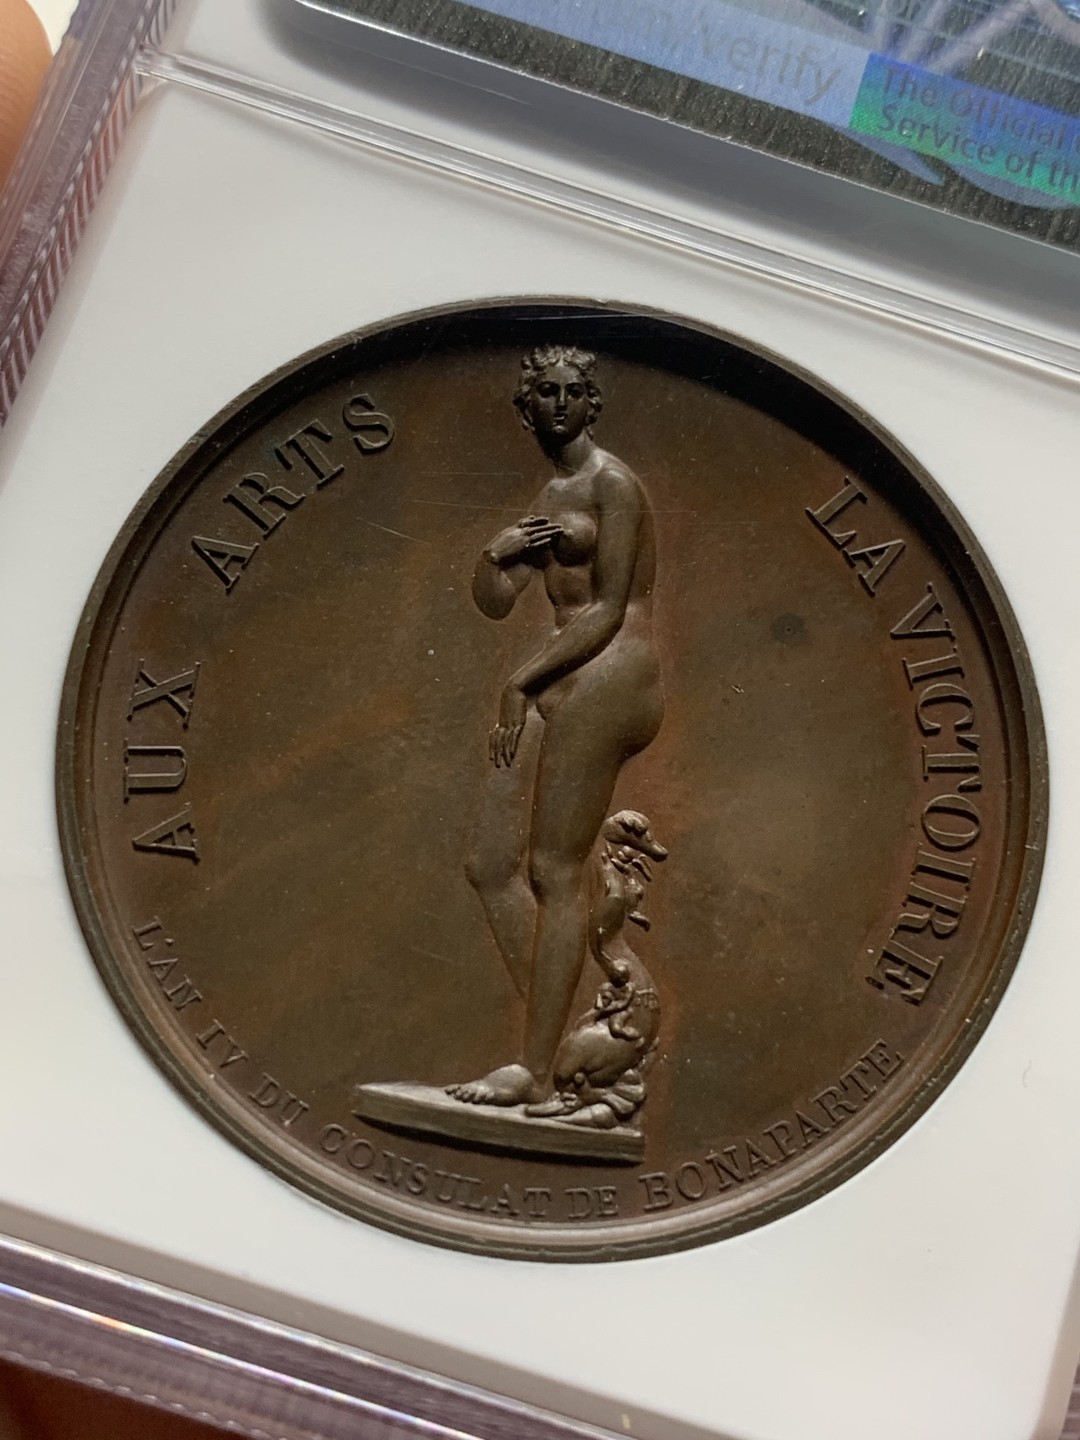 verify
The Official
Service of th
AUX ARTS
LA VICTOIRE
L'AN IV DU CONSULAT DE BONAPARTE